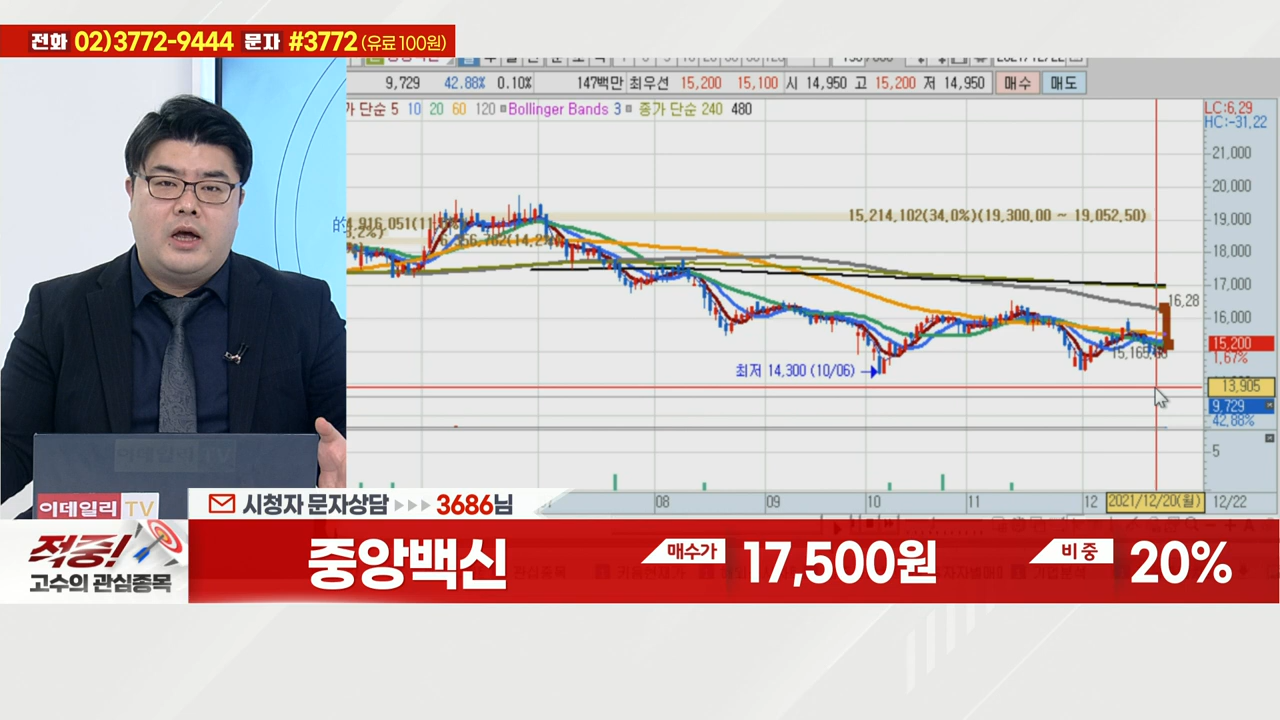 전화 02)3772-9444 문자 #3772 (유료100원)
9,729 42.88% 0.10% 147백만 최우선 15,200 15,100 시 14,950 고 15,200 저 14,950 매수 매도
가 단순 5 10 20 60 120 Bollinger Bands 3 종가 단순 240 480
LC:6,29
HC:-31,22
21,000
20,000
19,000
18,000
17,000
16,000
15,200
1,67%
13,905
9,729
42,88%
5
15,214,102(34,0%)(19,300,00 ~ 19,052,50)
16,28
최저 14,300 (10/06)
08 09 10 11 12 2021/12/20(월) 12/22
이데일리 TV
이데일리 TV
시청자 문자상담 3686님
적중!
고수의 관심종목
중앙백신 매수가 17,500원 비중 20%